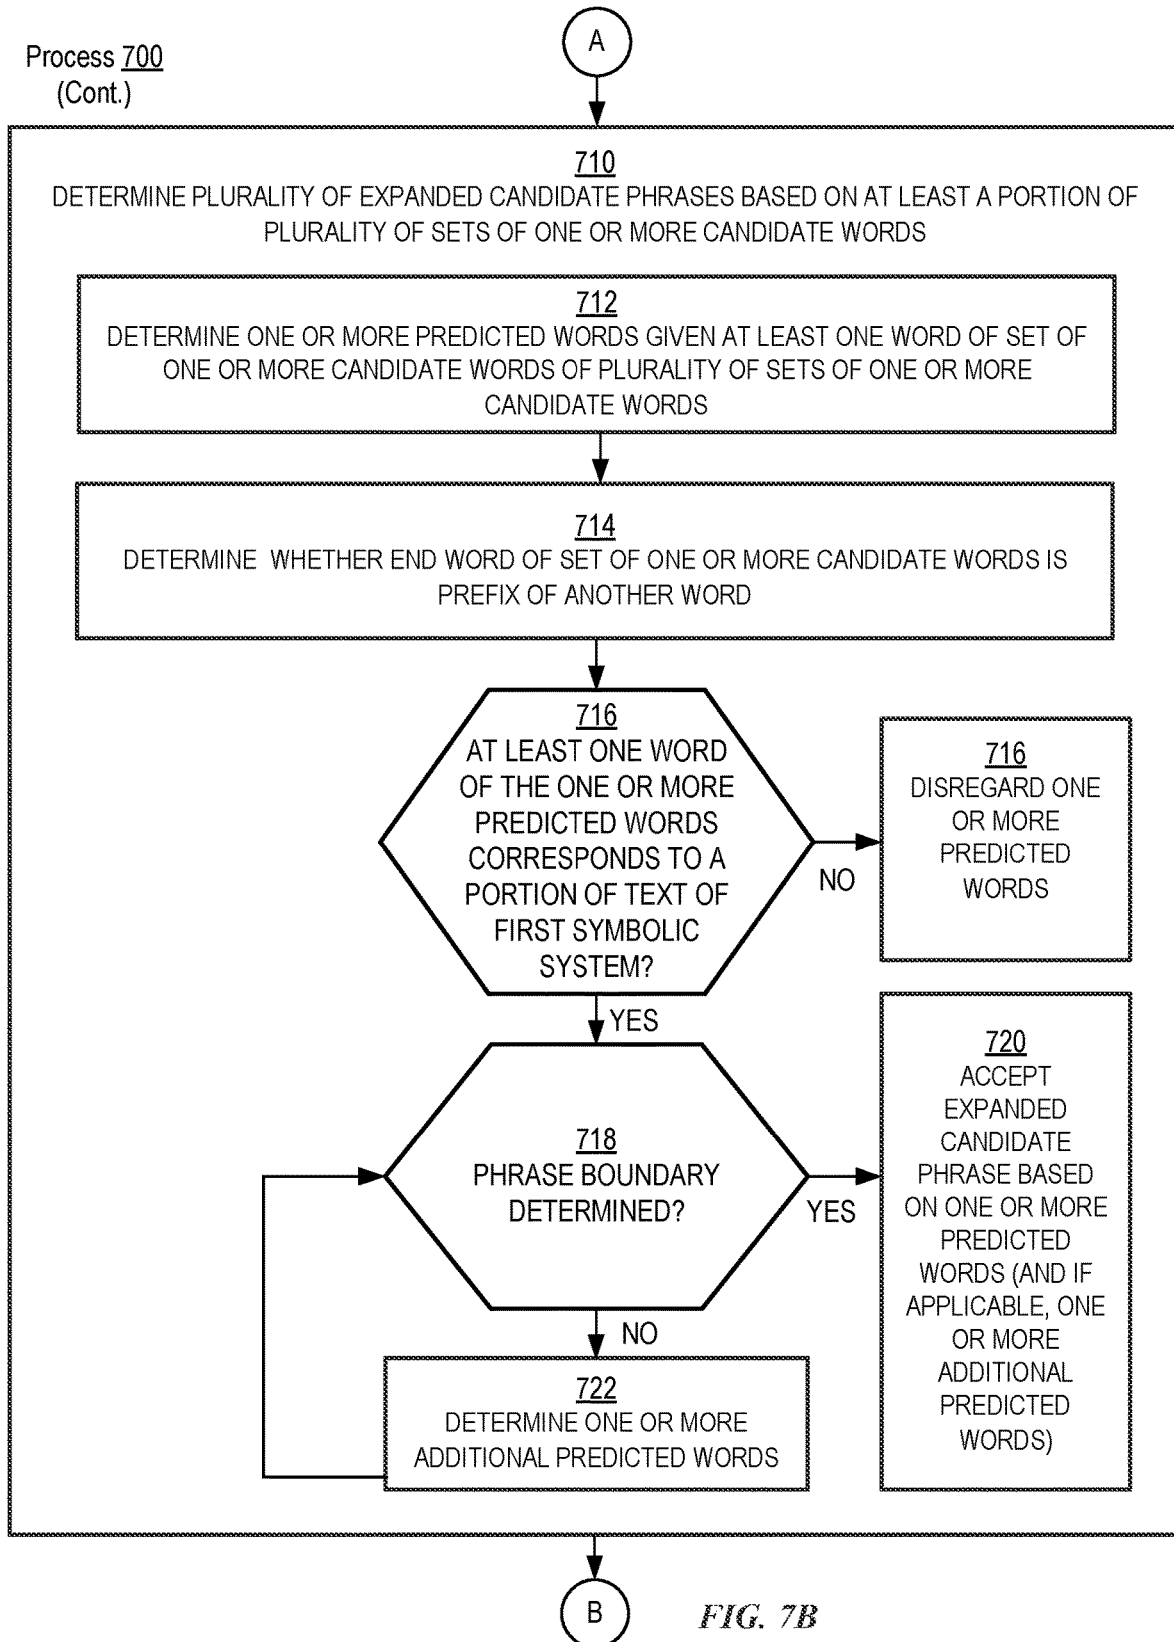 Process 700
(Cont.)
A
710
DETERMINE PLURALITY OF EXPANDED CANDIDATE PHRASES BASED ON AT LEAST A PORTION OF
PLURALITY OF SETS OF ONE OR MORE CANDIDATE WORDS
712
DETERMINE ONE OR MORE PREDICTED WORDS GIVEN AT LEAST ONE WORD OF SET OF
ONE OR MORE CANDIDATE WORDS OF PLURALITY OF SETS OF ONE OR MORE
CANDIDATE WORDS
714
DETERMINE WHETHER END WORD OF SET OF ONE OR MORE CANDIDATE WORDS IS
PREFIX OF ANOTHER WORD
716
AT LEAST ONE WORD
OF THE ONE OR MORE
PREDICTED WORDS
CORRESPONDS TO A
PORTION OF TEXT OF
FIRST SYMBOLIC
SYSTEM?
NO
716
DISREGARD ONE
OR MORE
PREDICTED
WORDS
YES
718
PHRASE BOUNDARY
DETERMINED?
YES
720
ACCEPT
EXPANDED
CANDIDATE
PHRASE BASED
ON ONE OR MORE
PREDICTED
WORDS (AND IF
APPLICABLE, ONE
OR MORE
ADDITIONAL
PREDICTED
WORDS)
NO
722
DETERMINE ONE OR MORE
ADDITIONAL PREDICTED WORDS
B
FIG. 7B